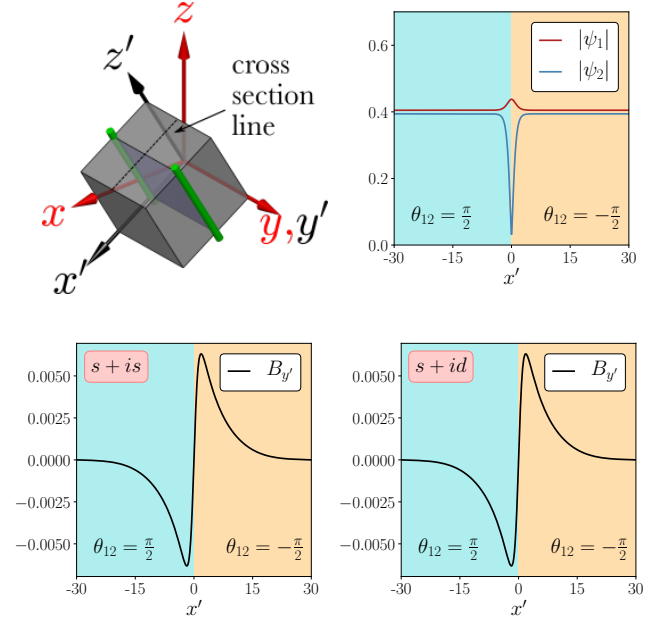 z
z′
cross
section
line
x
y, y′
x′
|ψ₁|
|ψ₂|
0.6
0.4
0.2
0.0
θ₁₂ = π/2
θ₁₂ = −π/2
-30
-15
0
15
30
x′
s + is
B_y′
0.0050
0.0025
0.0000
−0.0025
−0.0050
θ₁₂ = π/2
θ₁₂ = −π/2
-30
-15
0
15
30
x′
s + id
B_y′
0.0050
0.0025
0.0000
−0.0025
−0.0050
θ₁₂ = π/2
θ₁₂ = −π/2
-30
-15
0
15
30
x′